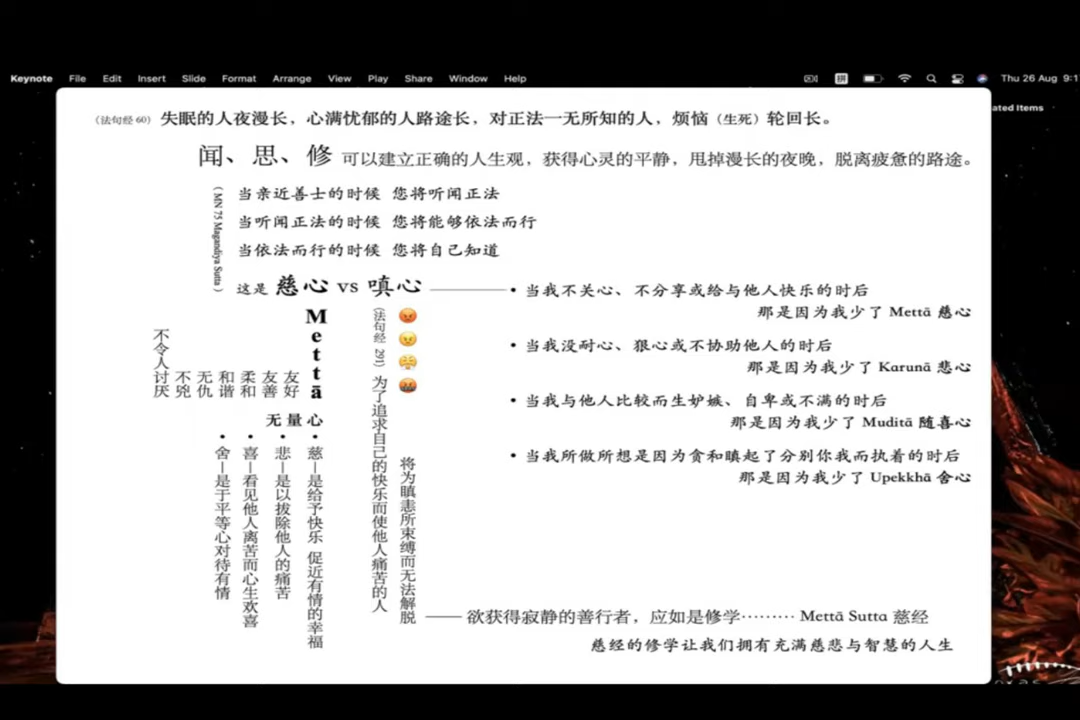 Keynote File Edit Insert Slide Format Arrange View Play Share Window Help
拼
Thu 26 Aug 9:1
ated Items
（法句经 60）失眠的人夜漫长，心满忧郁的人路途长，对正法一无所知的人，烦恼（生死）轮回长。
闻、思、修 可以建立正确的人生观，获得心灵的平静，甩掉漫长的夜晚，脱离疲惫的路途。
（MN 75 Magandiya Sutta）
当亲近善士的时候 您将听闻正法
当听闻正法的时候 您将能够依法而行
当依法而行的时候 您将自己知道
这是 慈心 vs 嗔心
• 当我不关心、不分享或给与他人快乐的时后
那是因为我少了 Mettā 慈心
• 当我没耐心、狠心或不协助他人的时后
那是因为我少了 Karunā 悲心
• 当我与他人比较而生妒嫉、自卑或不满的时后
那是因为我少了 Muditā 随喜心
• 当我所做所想是因为贪和瞋起了分别你我而执着的时后
那是因为我少了 Upekkhā 舍心
Mettā
友好
友善
柔和
和谐
无仇
不兇
不令人讨厌
无量心
• 慈—是给予快乐 促近有情的幸福
• 悲—是以拔除他人的痛苦
• 喜—看见他人离苦而心生欢喜
• 舍—是于平等心对待有情
（法句经 291）为了追求自己的快乐而使他人痛苦的人
将为瞋恚所束缚而无法解脱
—— 欲获得寂静的善行者，应如是修学⋯⋯⋯ Mettā Sutta 慈经
慈经的修学让我们拥有充满慈悲与智慧的人生